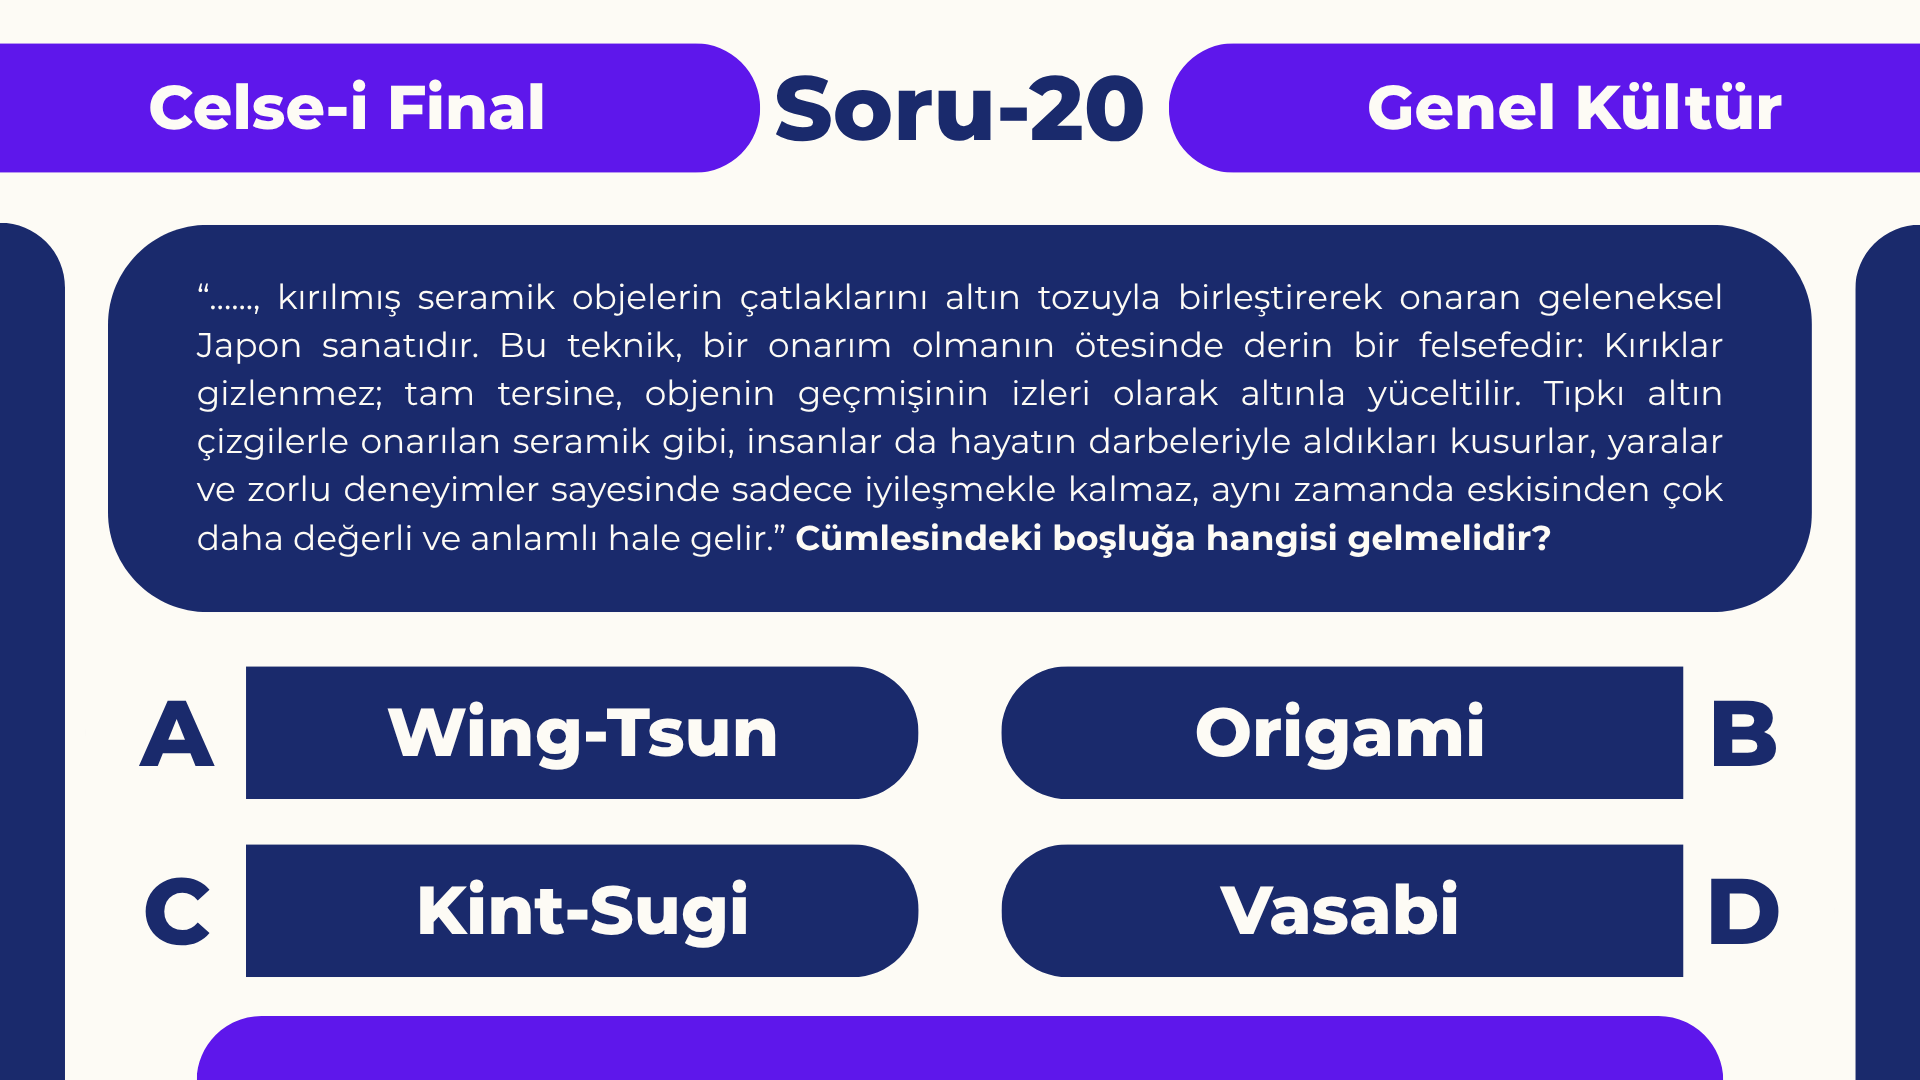 Celse-i Final
Soru-20
Genel Kültür
“......, kırılmış seramik objelerin çatlaklarını altın tozuyla birleştirerek onaran geleneksel
Japon sanatıdır. Bu teknik, bir onarım olmanın ötesinde derin bir felsefedir: Kırıklar
gizlenmez; tam tersine, objenin geçmişinin izleri olarak altınla yüceltilir. Tıpkı altın
çizgilerle onarılan seramik gibi, insanlar da hayatın darbeleriyle aldıkları kusurlar, yaralar
ve zorlu deneyimler sayesinde sadece iyileşmekle kalmaz, aynı zamanda eskisinden çok
daha değerli ve anlamlı hale gelir.” Cümlesindeki boşluğa hangisi gelmelidir?
A
Wing-Tsun
Origami
B
C
Kint-Sugi
Vasabi
D